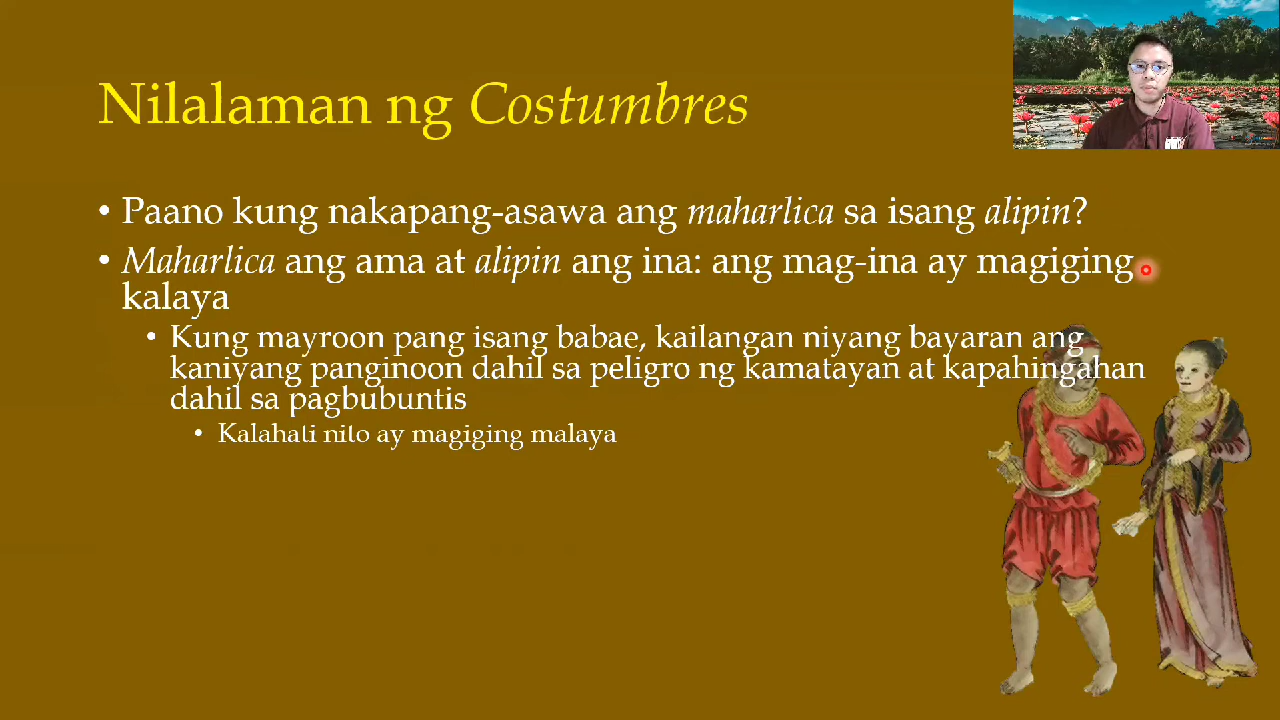 Nilalaman ng Costumbres
• Paano kung nakapang-asawa ang maharlica sa isang alipin?
• Maharlica ang ama at alipin ang ina: ang mag-ina ay magiging
kalaya
• Kung mayroon pang isang babae, kailangan niyang bayaran ang
kaniyang panginoon dahil sa peligro ng kamatayan at kapahingahan
dahil sa pagbubuntis
• Kalahati nito ay magiging malaya